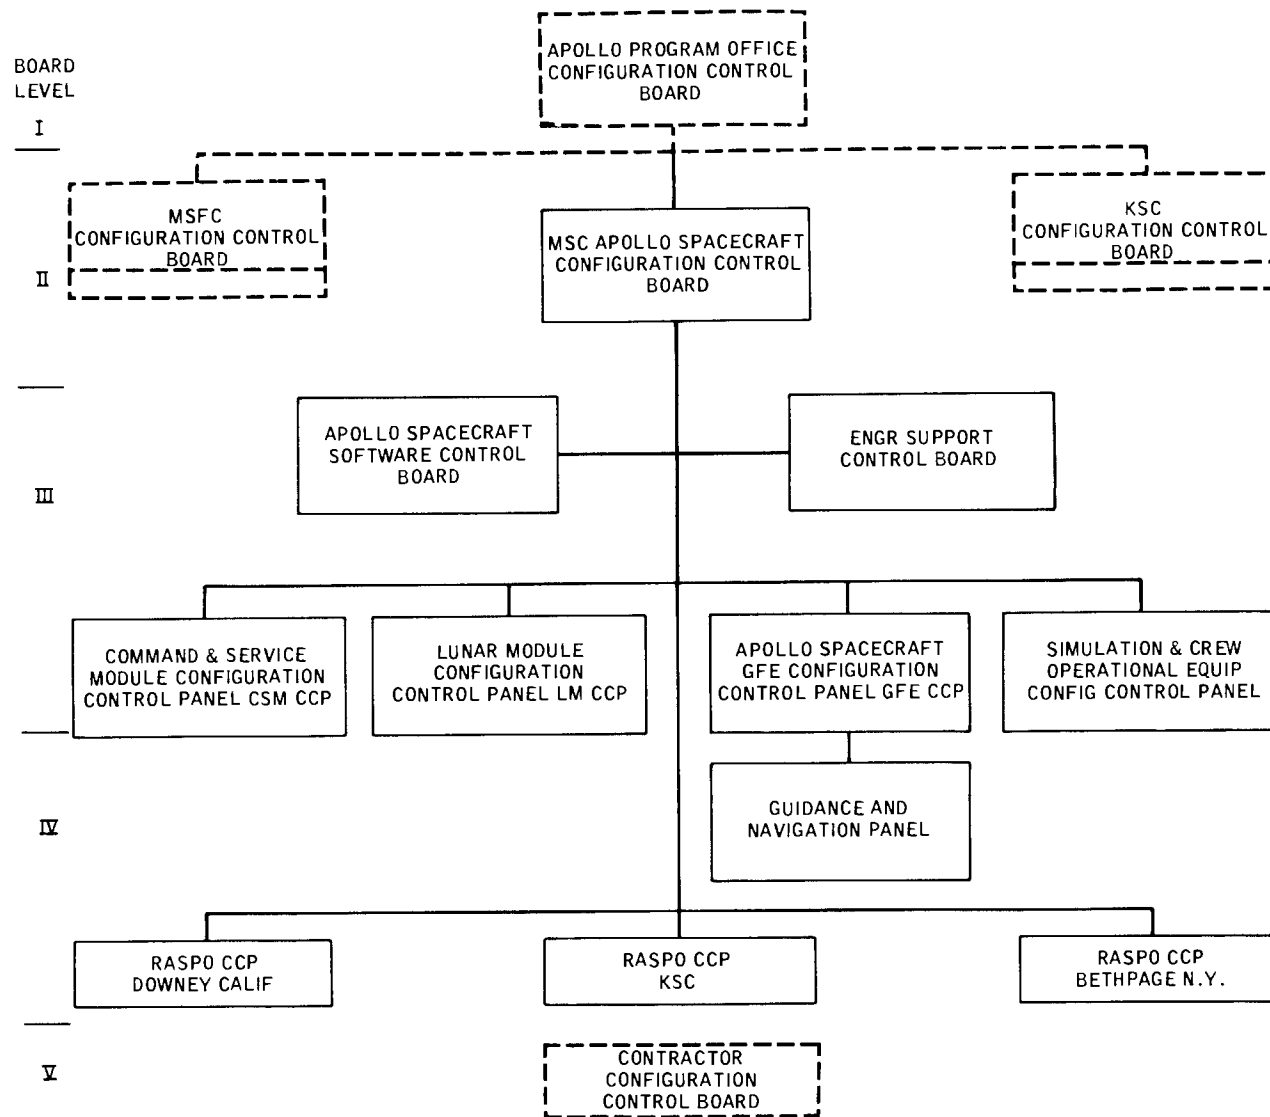 APOLLO PROGRAM OFFICE
CONFIGURATION CONTROL
BOARD
BOARD
LEVEL
I
MSFC
CONFIGURATION CONTROL
BOARD
MSC APOLLO SPACECRAFT
CONFIGURATION CONTROL
BOARD
KSC
CONFIGURATION CONTROL
BOARD
II
APOLLO SPACECRAFT
SOFTWARE CONTROL
BOARD
ENGR SUPPORT
CONTROL BOARD
III
COMMAND & SERVICE
MODULE CONFIGURATION
CONTROL PANEL CSM CCP
LUNAR MODULE
CONFIGURATION
CONTROL PANEL LM CCP
APOLLO SPACECRAFT
GFE CONFIGURATION
CONTROL PANEL GFE CCP
SIMULATION & CREW
OPERATIONAL EQUIP
CONFIG CONTROL PANEL
IV
GUIDANCE AND
NAVIGATION PANEL
RASPO CCP
DOWNEY CALIF
RASPO CCP
KSC
RASPO CCP
BETHPAGE N.Y.
V
CONTRACTOR
CONFIGURATION
CONTROL BOARD